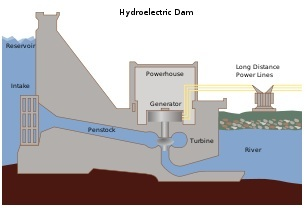 Hydroelectric Dam
Reservoir
Long Distance
Power Lines
Powerhouse
Intake
Generator
Penstock
Turbine
River